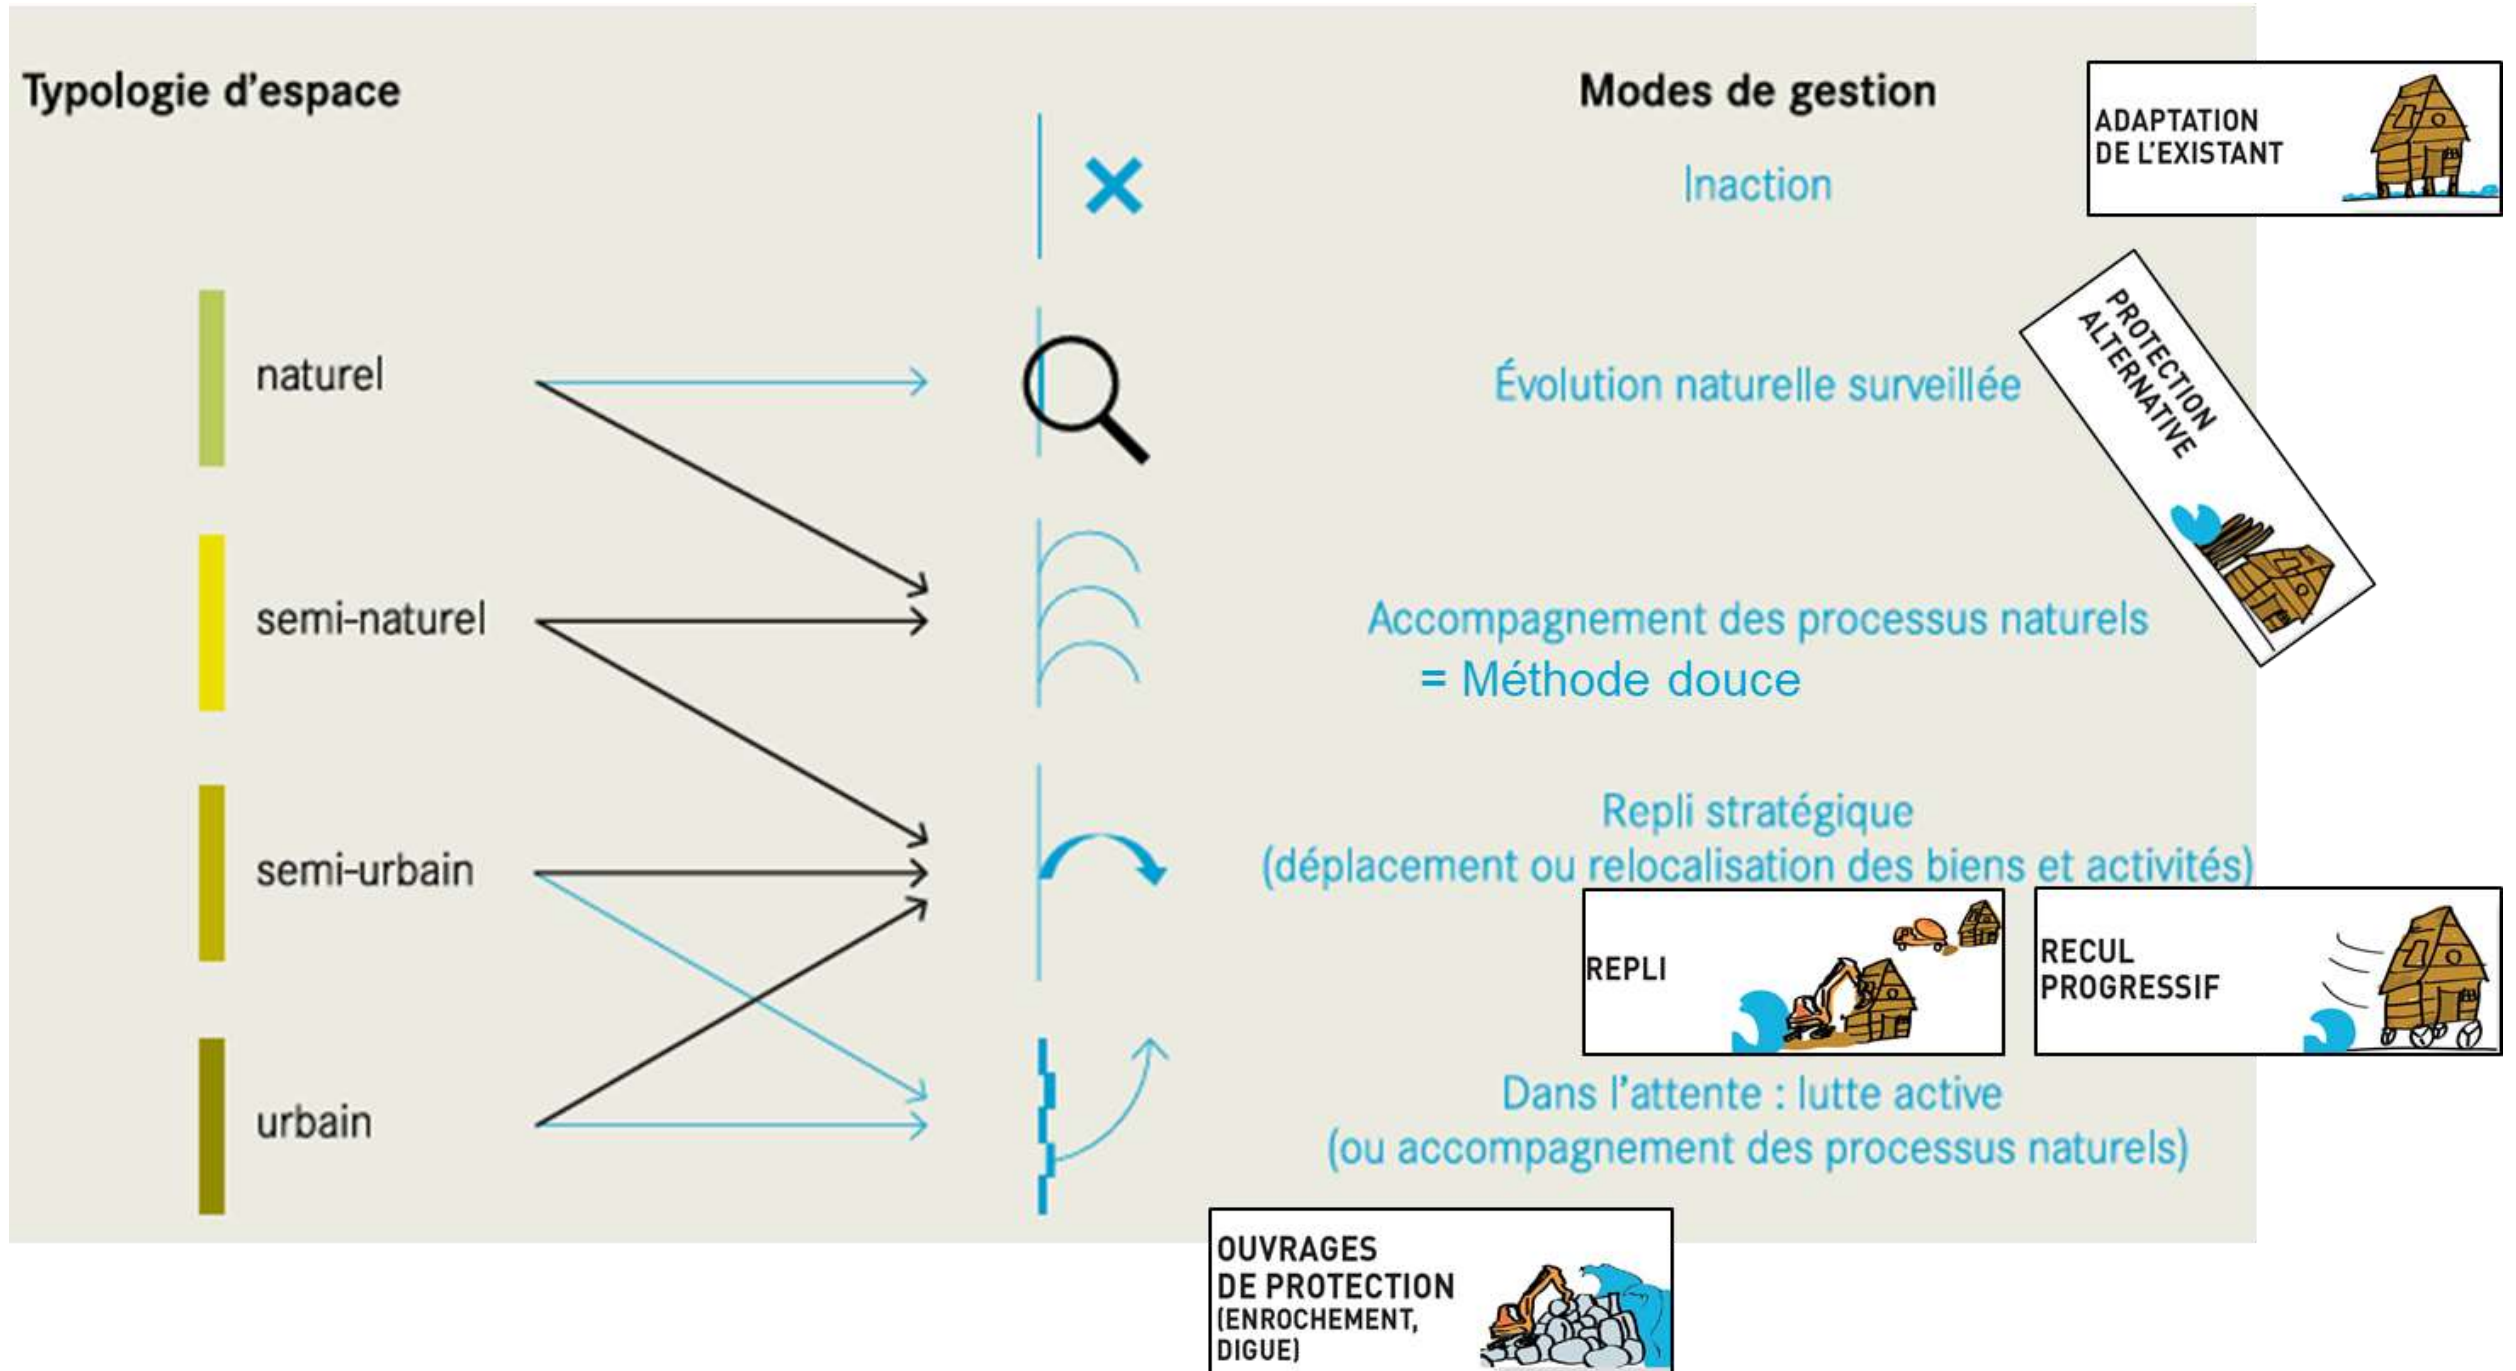 Typologie d'espace
Modes de gestion
ADAPTATION
DE L'EXISTANT
Inaction
naturel
Évolution naturelle surveillée
PROTECTION
ALTERNATIVE
semi-naturel
Accompagnement des processus naturels
= Méthode douce
semi-urbain
Repli stratégique
(déplacement ou relocalisation des biens et activités)
REPLI
RECUL
PROGRESSIF
urbain
Dans l'attente : lutte active
(ou accompagnement des processus naturels)
OUVRAGES
DE PROTECTION
(ENROCHEMENT,
DIGUE)